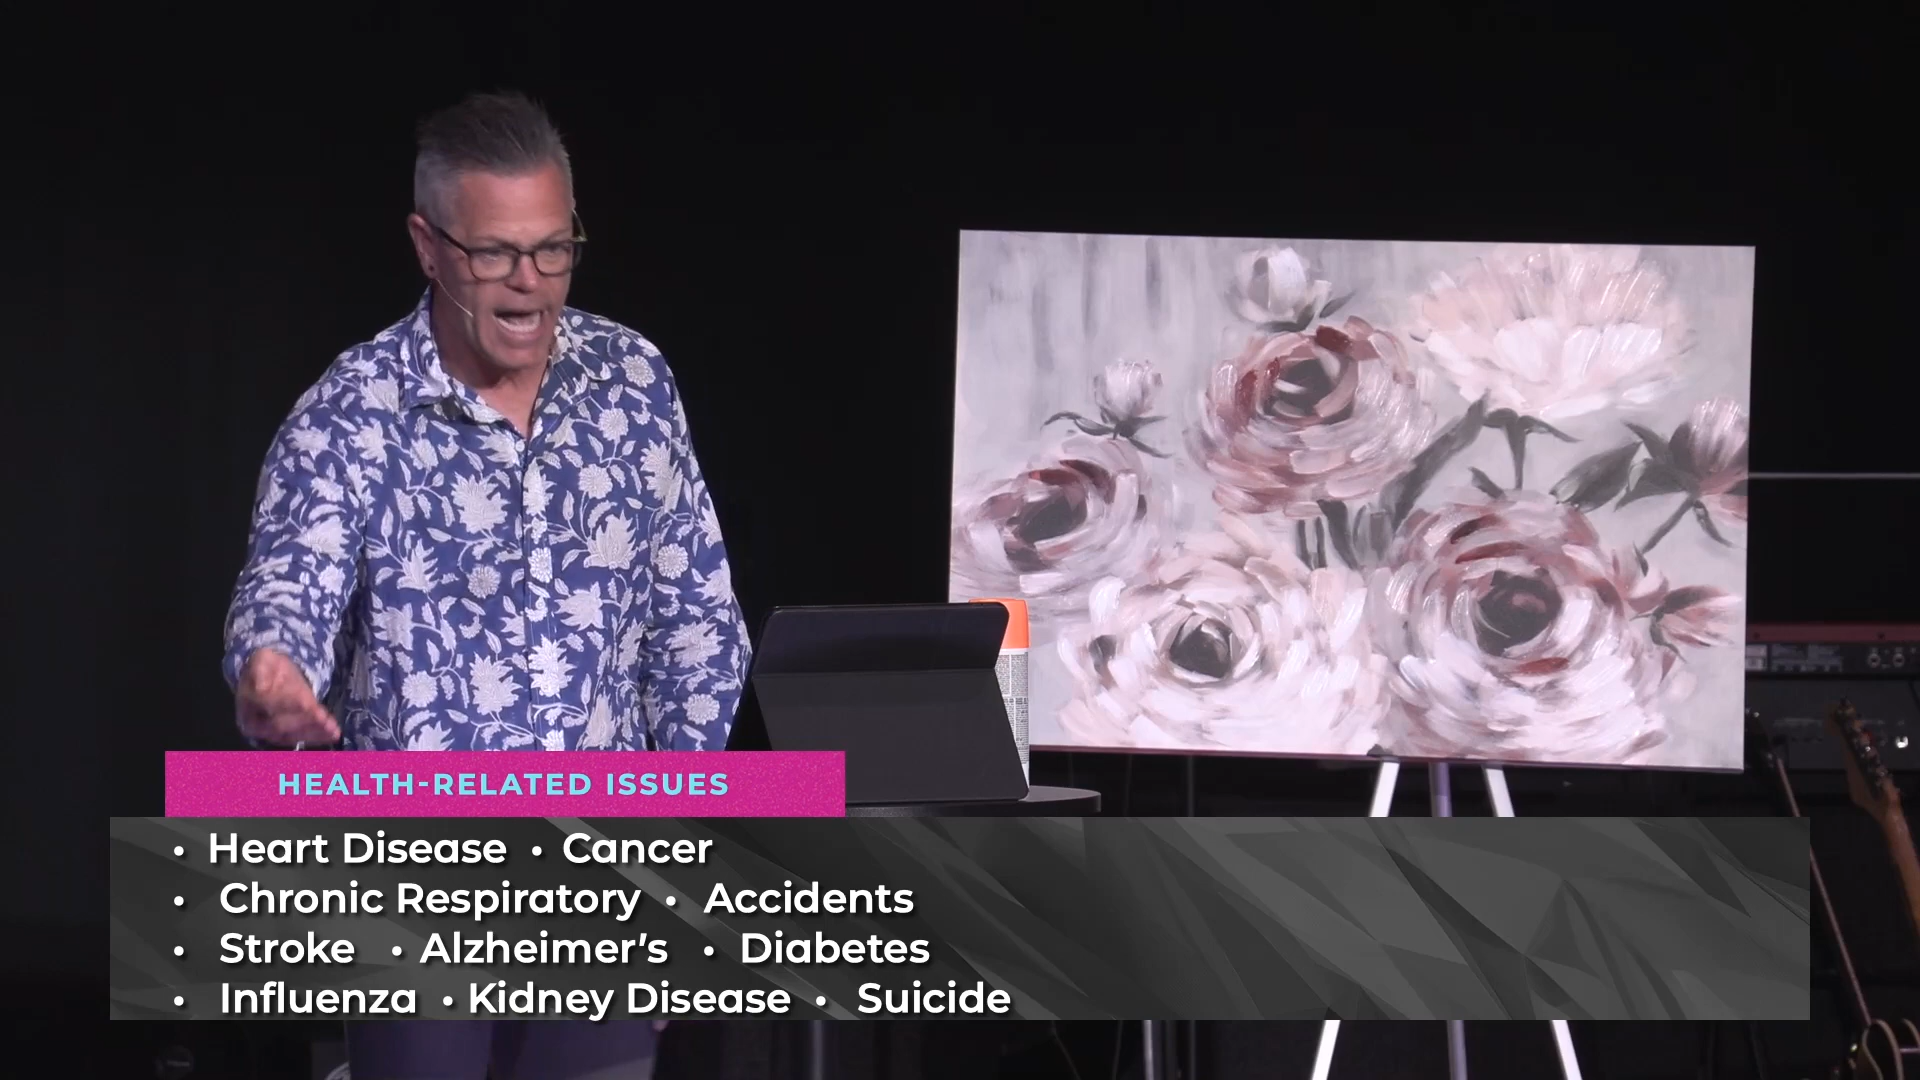 HEALTH-RELATED ISSUES
• Heart Disease • Cancer
• Chronic Respiratory • Accidents
• Stroke • Alzheimer's • Diabetes
• Influenza • Kidney Disease • Suicide